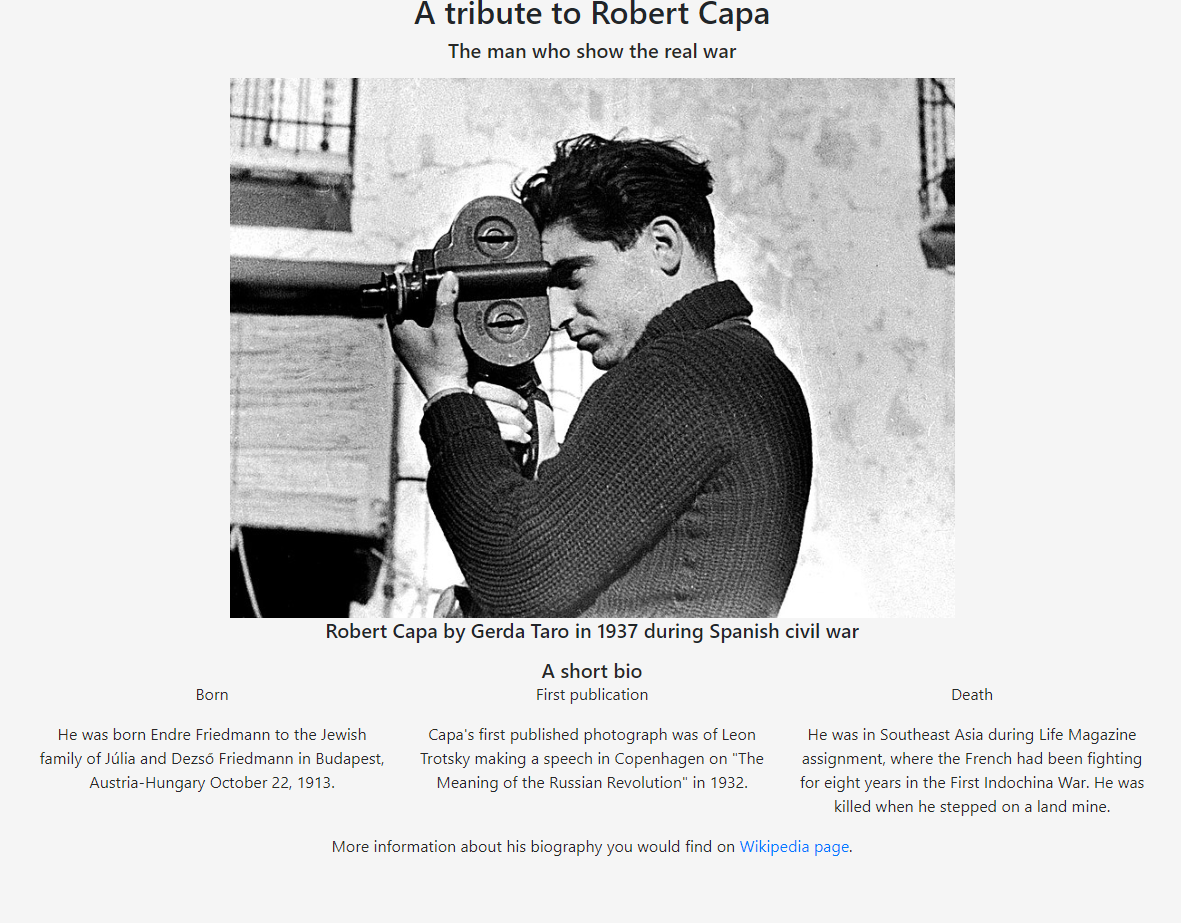 A tribute to Robert Capa
The man who show the real war
Robert Capa by Gerda Taro in 1937 during Spanish civil war
A short bio
Born
He was born Endre Friedmann to the Jewish
family of Júlia and Dezső Friedmann in Budapest,
Austria-Hungary October 22, 1913.
First publication
Capa's first published photograph was of Leon
Trotsky making a speech in Copenhagen on "The
Meaning of the Russian Revolution" in 1932.
Death
He was in Southeast Asia during Life Magazine
assignment, where the French had been fighting
for eight years in the First Indochina War. He was
killed when he stepped on a land mine.
More information about his biography you would find on Wikipedia page.